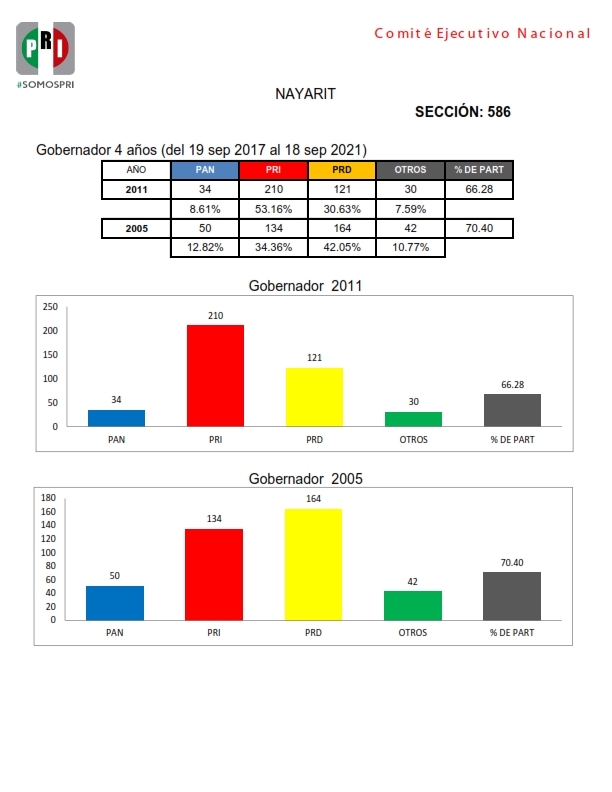 PRI
#SOMOSPRI
Comité Ejecutivo Nacional
NAYARIT
SECCIÓN: 586
Gobernador 4 años (del 19 sep 2017 al 18 sep 2021)
AÑO PAN PRI PRD OTROS % DE PART
2011 34 210 121 30 66.28
8.61% 53.16% 30.63% 7.59%
2005 50 134 164 42 70.40
12.82% 34.36% 42.05% 10.77%
Gobernador 2011
250
200
150
100
50
0
34 210 121 30 66.28
PAN PRI PRD OTROS % DE PART
Gobernador 2005
180
160
140
120
100
80
60
40
20
0
50 134 164 42 70.40
PAN PRI PRD OTROS % DE PART